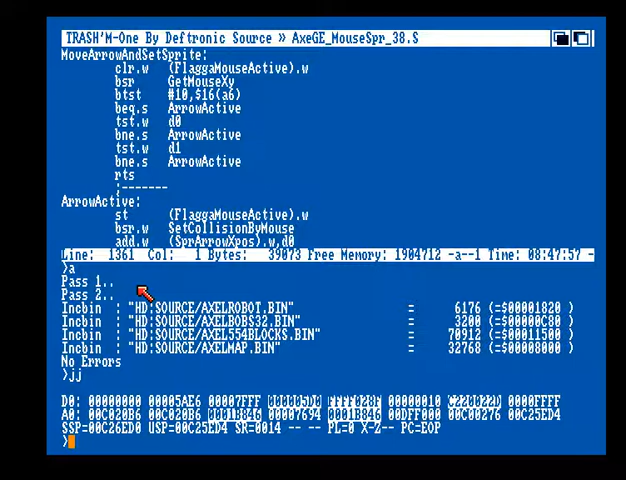 TRASH'M-One By Deftronic Source » AxeGE_MouseSpr_38.S
MoveArrowAndSetSprite:
clr.w (FlaggaMouseActive).w
bsr GetMouseXy
btst #10,$16(a6)
beq.s ArrowActive
tst.w d0
bne.s ArrowActive
tst.w d1
bne.s ArrowActive
rts
;-------
ArrowActive:
st (FlaggaMouseActive).w
bsr.w SetCollisionByMouse
add.w (SprArrowXpos).w,d0
Line: 1361 Col: 1 Bytes: 39073 Free Memory: 1904712 -a--1 Time: 08:47:57 -
>a
Pass 1..
Pass 2..
Incbin : "HD:SOURCE/AXELROBOT.BIN" = 6176 (=$00001820 )
Incbin : "HD:SOURCE/AXELBOBS32.BIN" = 3200 (=$00000C80 )
Incbin : "HD:SOURCE/AXEL554BLOCKS.BIN" = 70912 (=$00011500 )
Incbin : "HD:SOURCE/AXELMAP.BIN" = 32768 (=$00008000 )
No Errors
>jj
D0: 00000000 00005AE6 00007FFF 000005D0 FFFF028F 00000010 C220022D 0000FFFF
A0: 00C020B6 00C020B6 0001B846 00007694 0001B846 00DFF000 00C00276 00C25ED4
SSP=00C26ED0 USP=00C25ED4 SR=0014 -- -- PL=0 X-Z-- PC=EOP
>